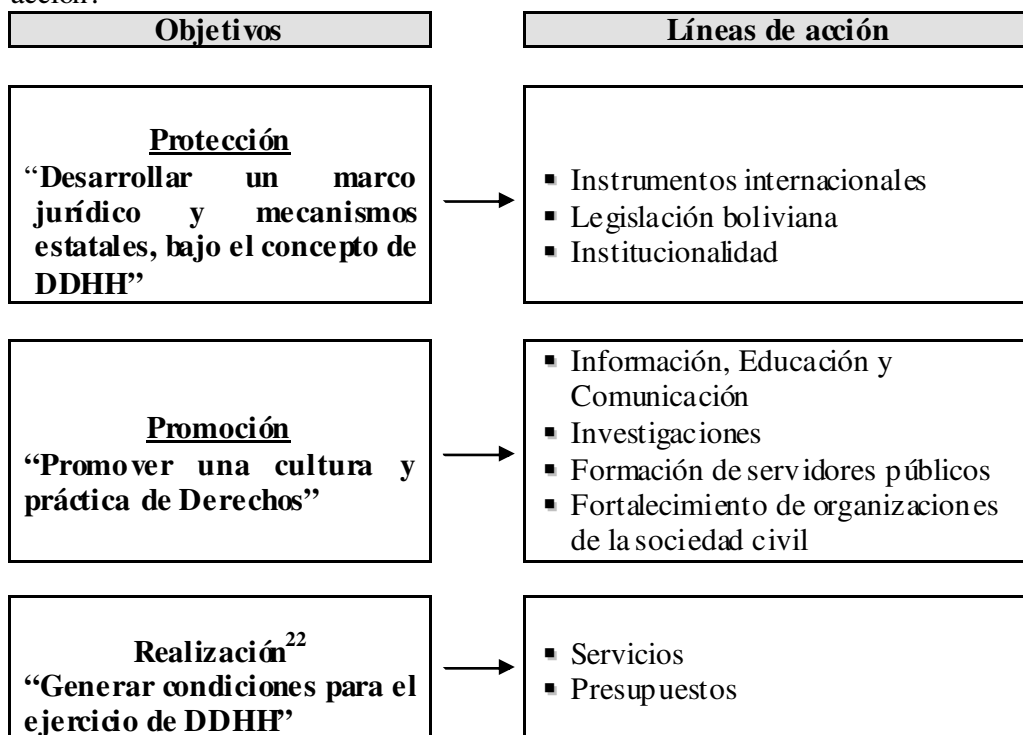 acción:
Objetivos
Líneas de acción
Protección
“Desarrollar un marco
jurídico y mecanismos
estatales, bajo el concepto de
DDHH”
▪ Instrumentos internacionales
▪ Legislación boliviana
▪ Institucionalidad
Promoción
“Promover una cultura y
práctica de Derechos”
▪ Información, Educación y
Comunicación
▪ Investigaciones
▪ Formación de servidores públicos
▪ Fortalecimiento de organizaciones
de la sociedad civil
Realización22
“Generar condiciones para el
ejercicio de DDHH”
▪ Servicios
▪ Presupuestos